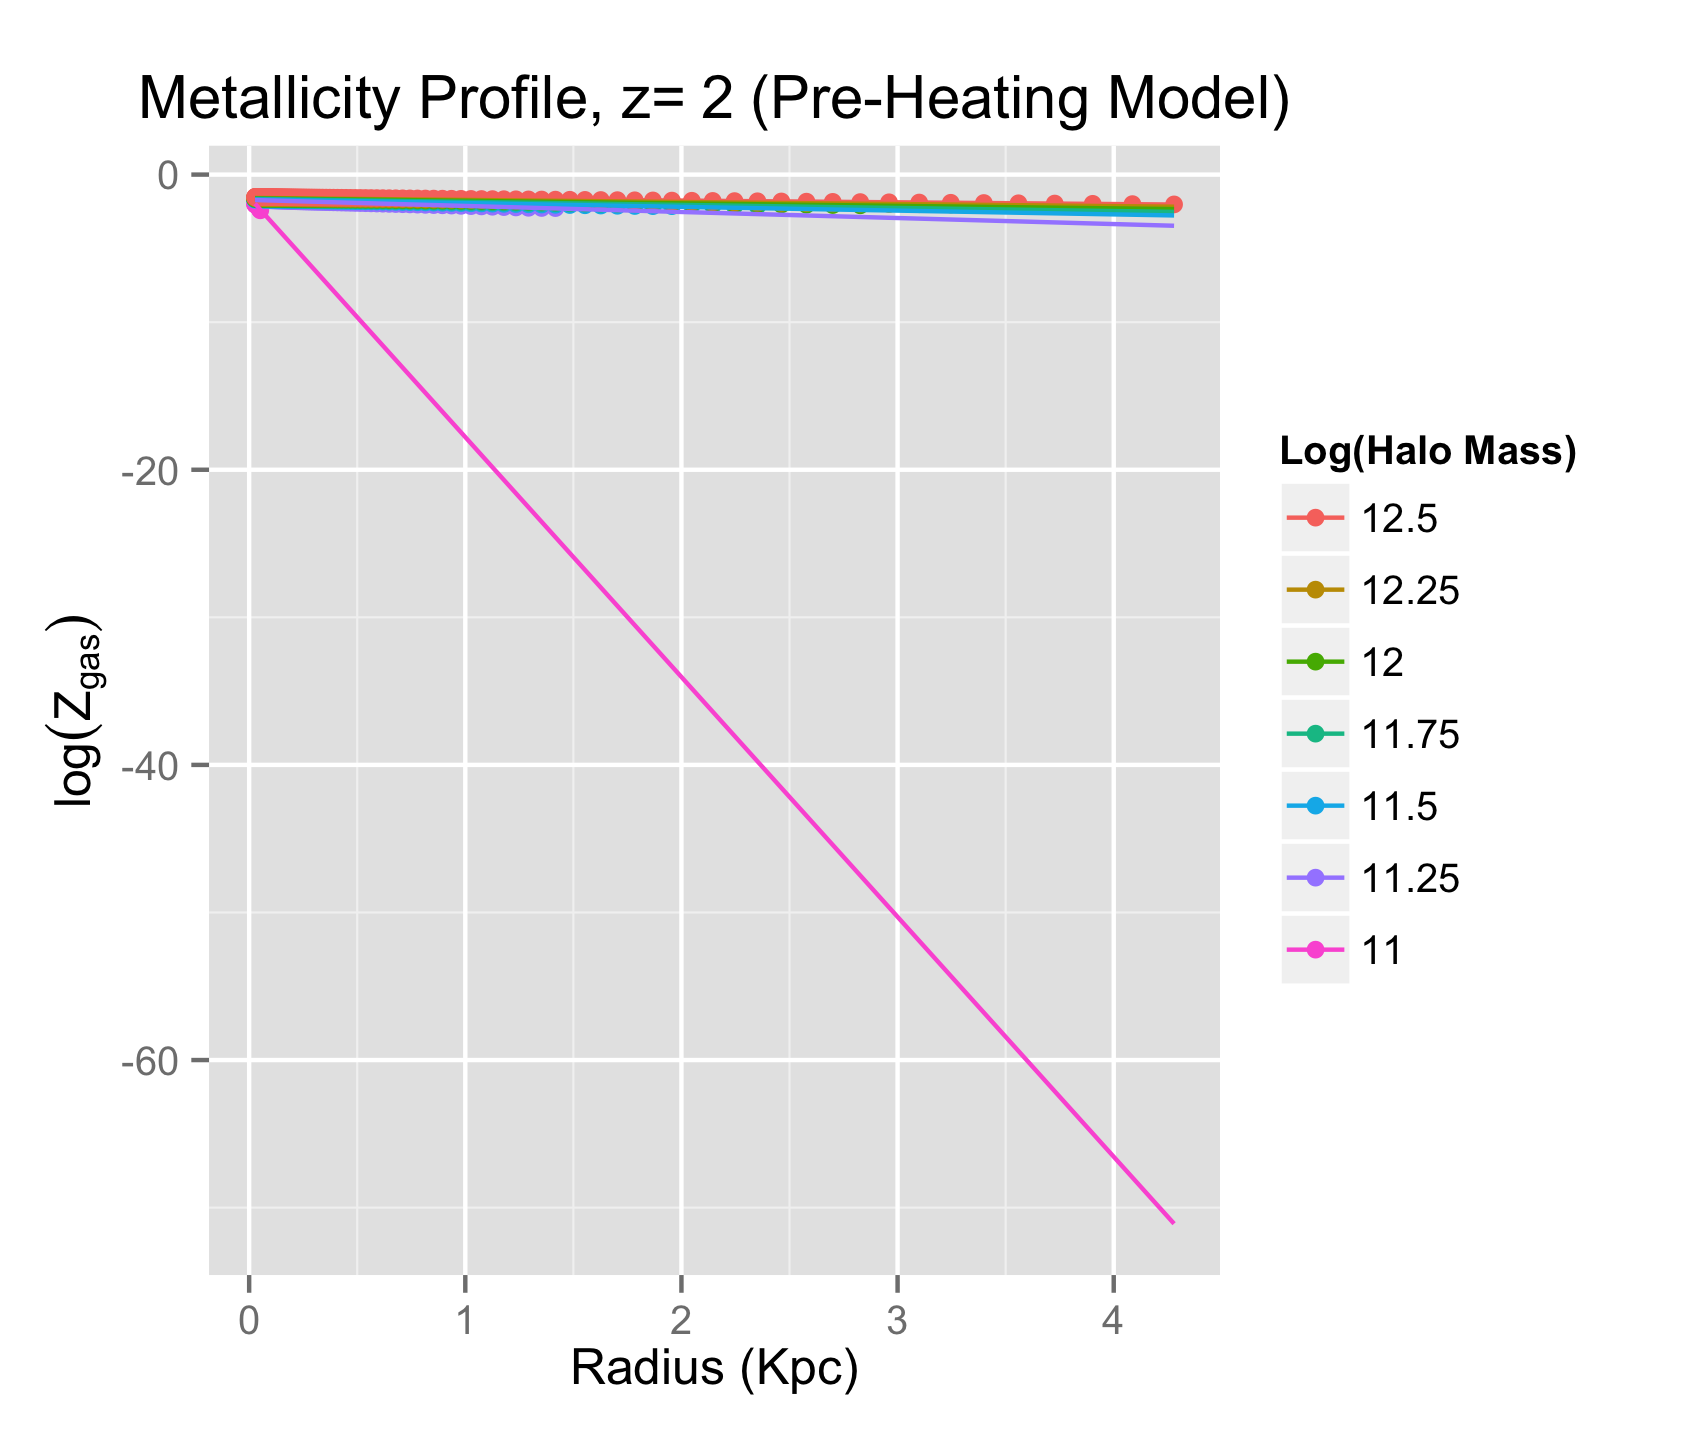 Metallicity Profile, z= 2 (Pre-Heating Model)
0
-20
-40
-60
log(Zgas)
0 1 2 3 4
Radius (Kpc)
Log(Halo Mass)
12.5
12.25
12
11.75
11.5
11.25
11